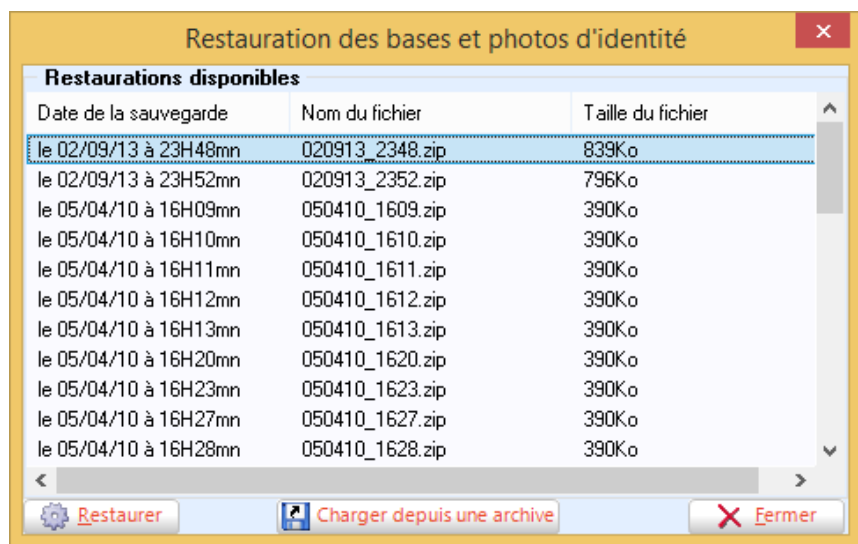 Restauration des bases et photos d'identité
Restaurations disponibles
Date de la sauvegarde Nom du fichier Taille du fichier
le 02/09/13 à 23H48mn 020913_2348.zip 839Ko
le 02/09/13 à 23H52mn 020913_2352.zip 796Ko
le 05/04/10 à 16H09mn 050410_1609.zip 390Ko
le 05/04/10 à 16H10mn 050410_1610.zip 390Ko
le 05/04/10 à 16H11mn 050410_1611.zip 390Ko
le 05/04/10 à 16H12mn 050410_1612.zip 390Ko
le 05/04/10 à 16H13mn 050410_1613.zip 390Ko
le 05/04/10 à 16H20mn 050410_1620.zip 390Ko
le 05/04/10 à 16H23mn 050410_1623.zip 390Ko
le 05/04/10 à 16H27mn 050410_1627.zip 390Ko
le 05/04/10 à 16H28mn 050410_1628.zip 390Ko
Restaurer Charger depuis une archive Fermer